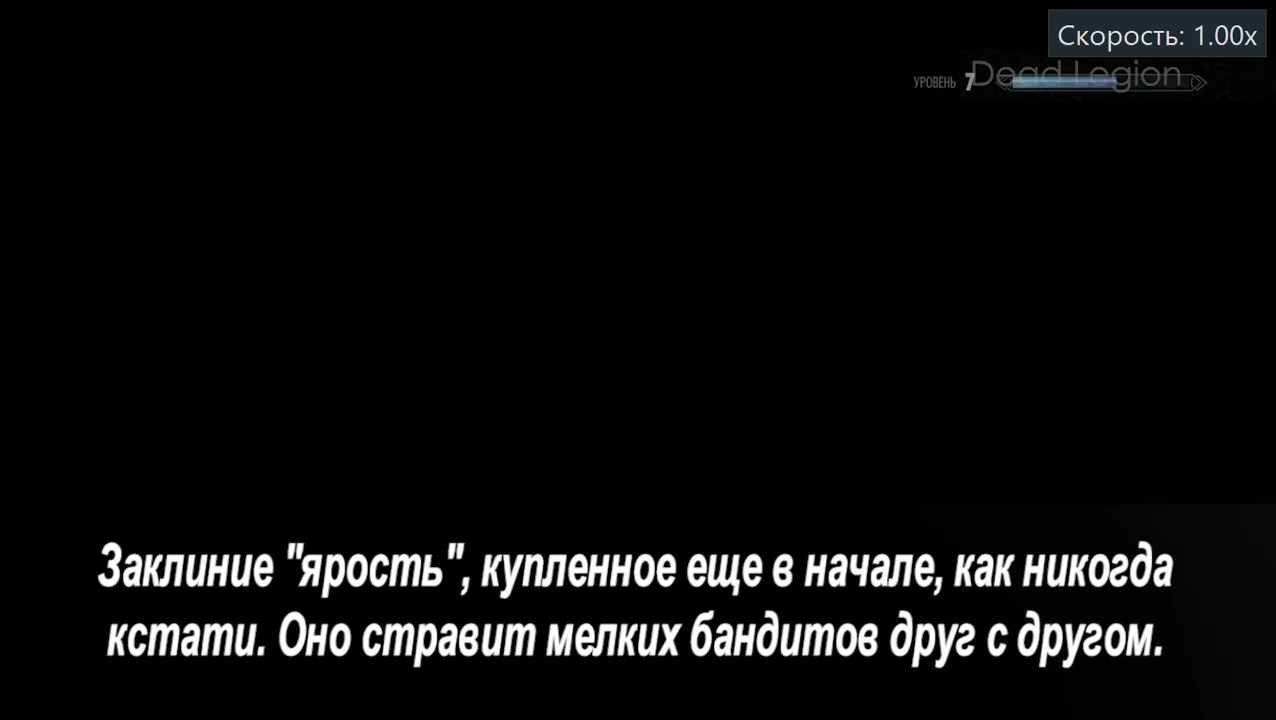 Скорость: 1.00x
Dead Legion
УРОВЕНЬ 7
Заклиние "ярость", купленное еще в начале, как никогда
кстати. Оно стравит мелких бандитов друг с другом.